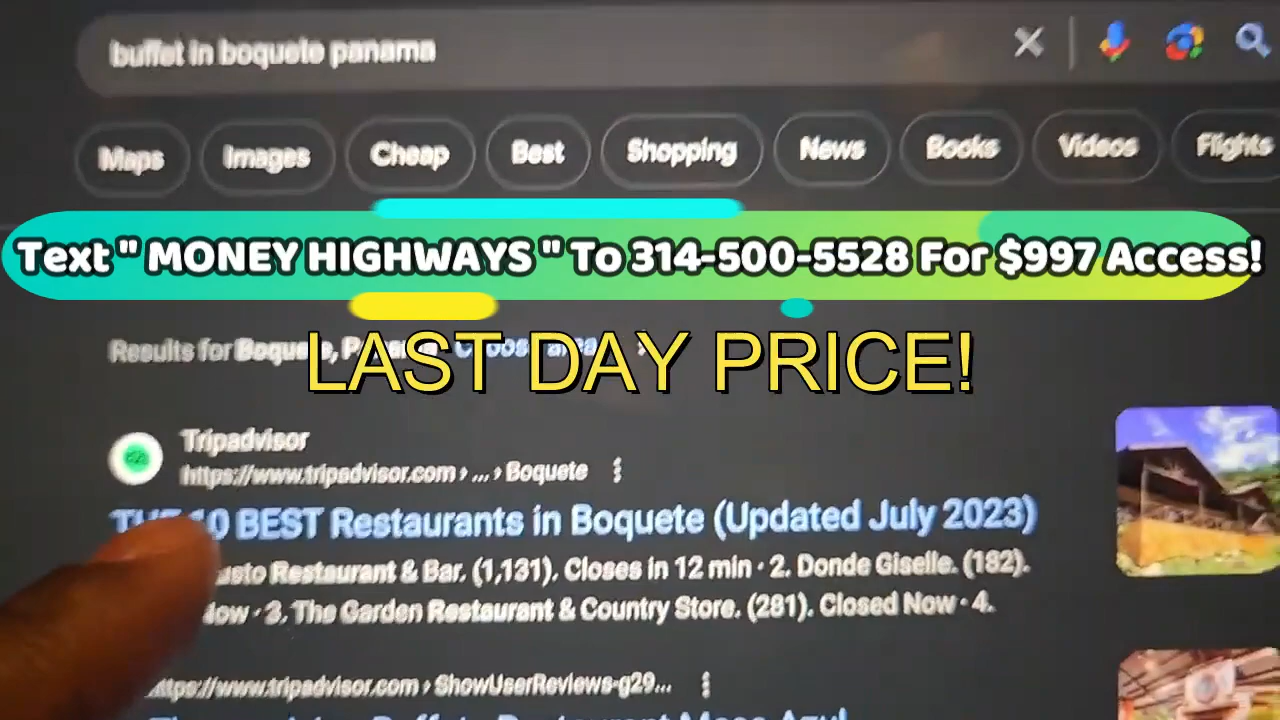 buffet in boquete panama
Maps Images Cheap Best Shopping News Books Videos Flights
Text " MONEY HIGHWAYS " To 314-500-5528 For $997 Access!
Results for Boquete,
LAST DAY PRICE!
Tripadvisor
https://www.tripadvisor.com › ... › Boquete
THE 10 BEST Restaurants in Boquete (Updated July 2023)
Restaurant & Bar. (1,131). Closes in 12 min · 2. Donde Giselle. (182).
3. The Garden Restaurant & Country Store. (281). Closed Now · 4.
https://www.tripadvisor.com › ShowUserReviews-g29...